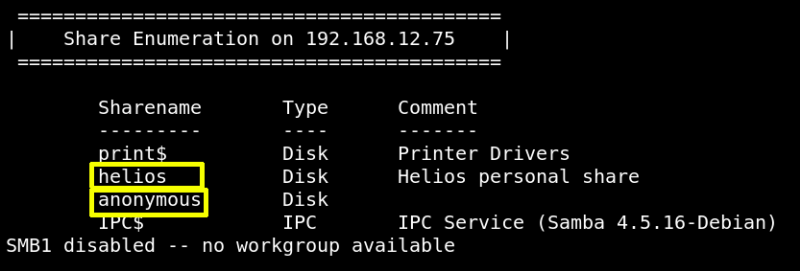 ==========================================
|    Share Enumeration on 192.168.12.75    |
==========================================
Sharename       Type      Comment
---------       ----      -------
print$          Disk      Printer Drivers
helios          Disk      Helios personal share
anonymous       Disk
IPC$            IPC       IPC Service (Samba 4.5.16-Debian)
SMB1 disabled -- no workgroup available